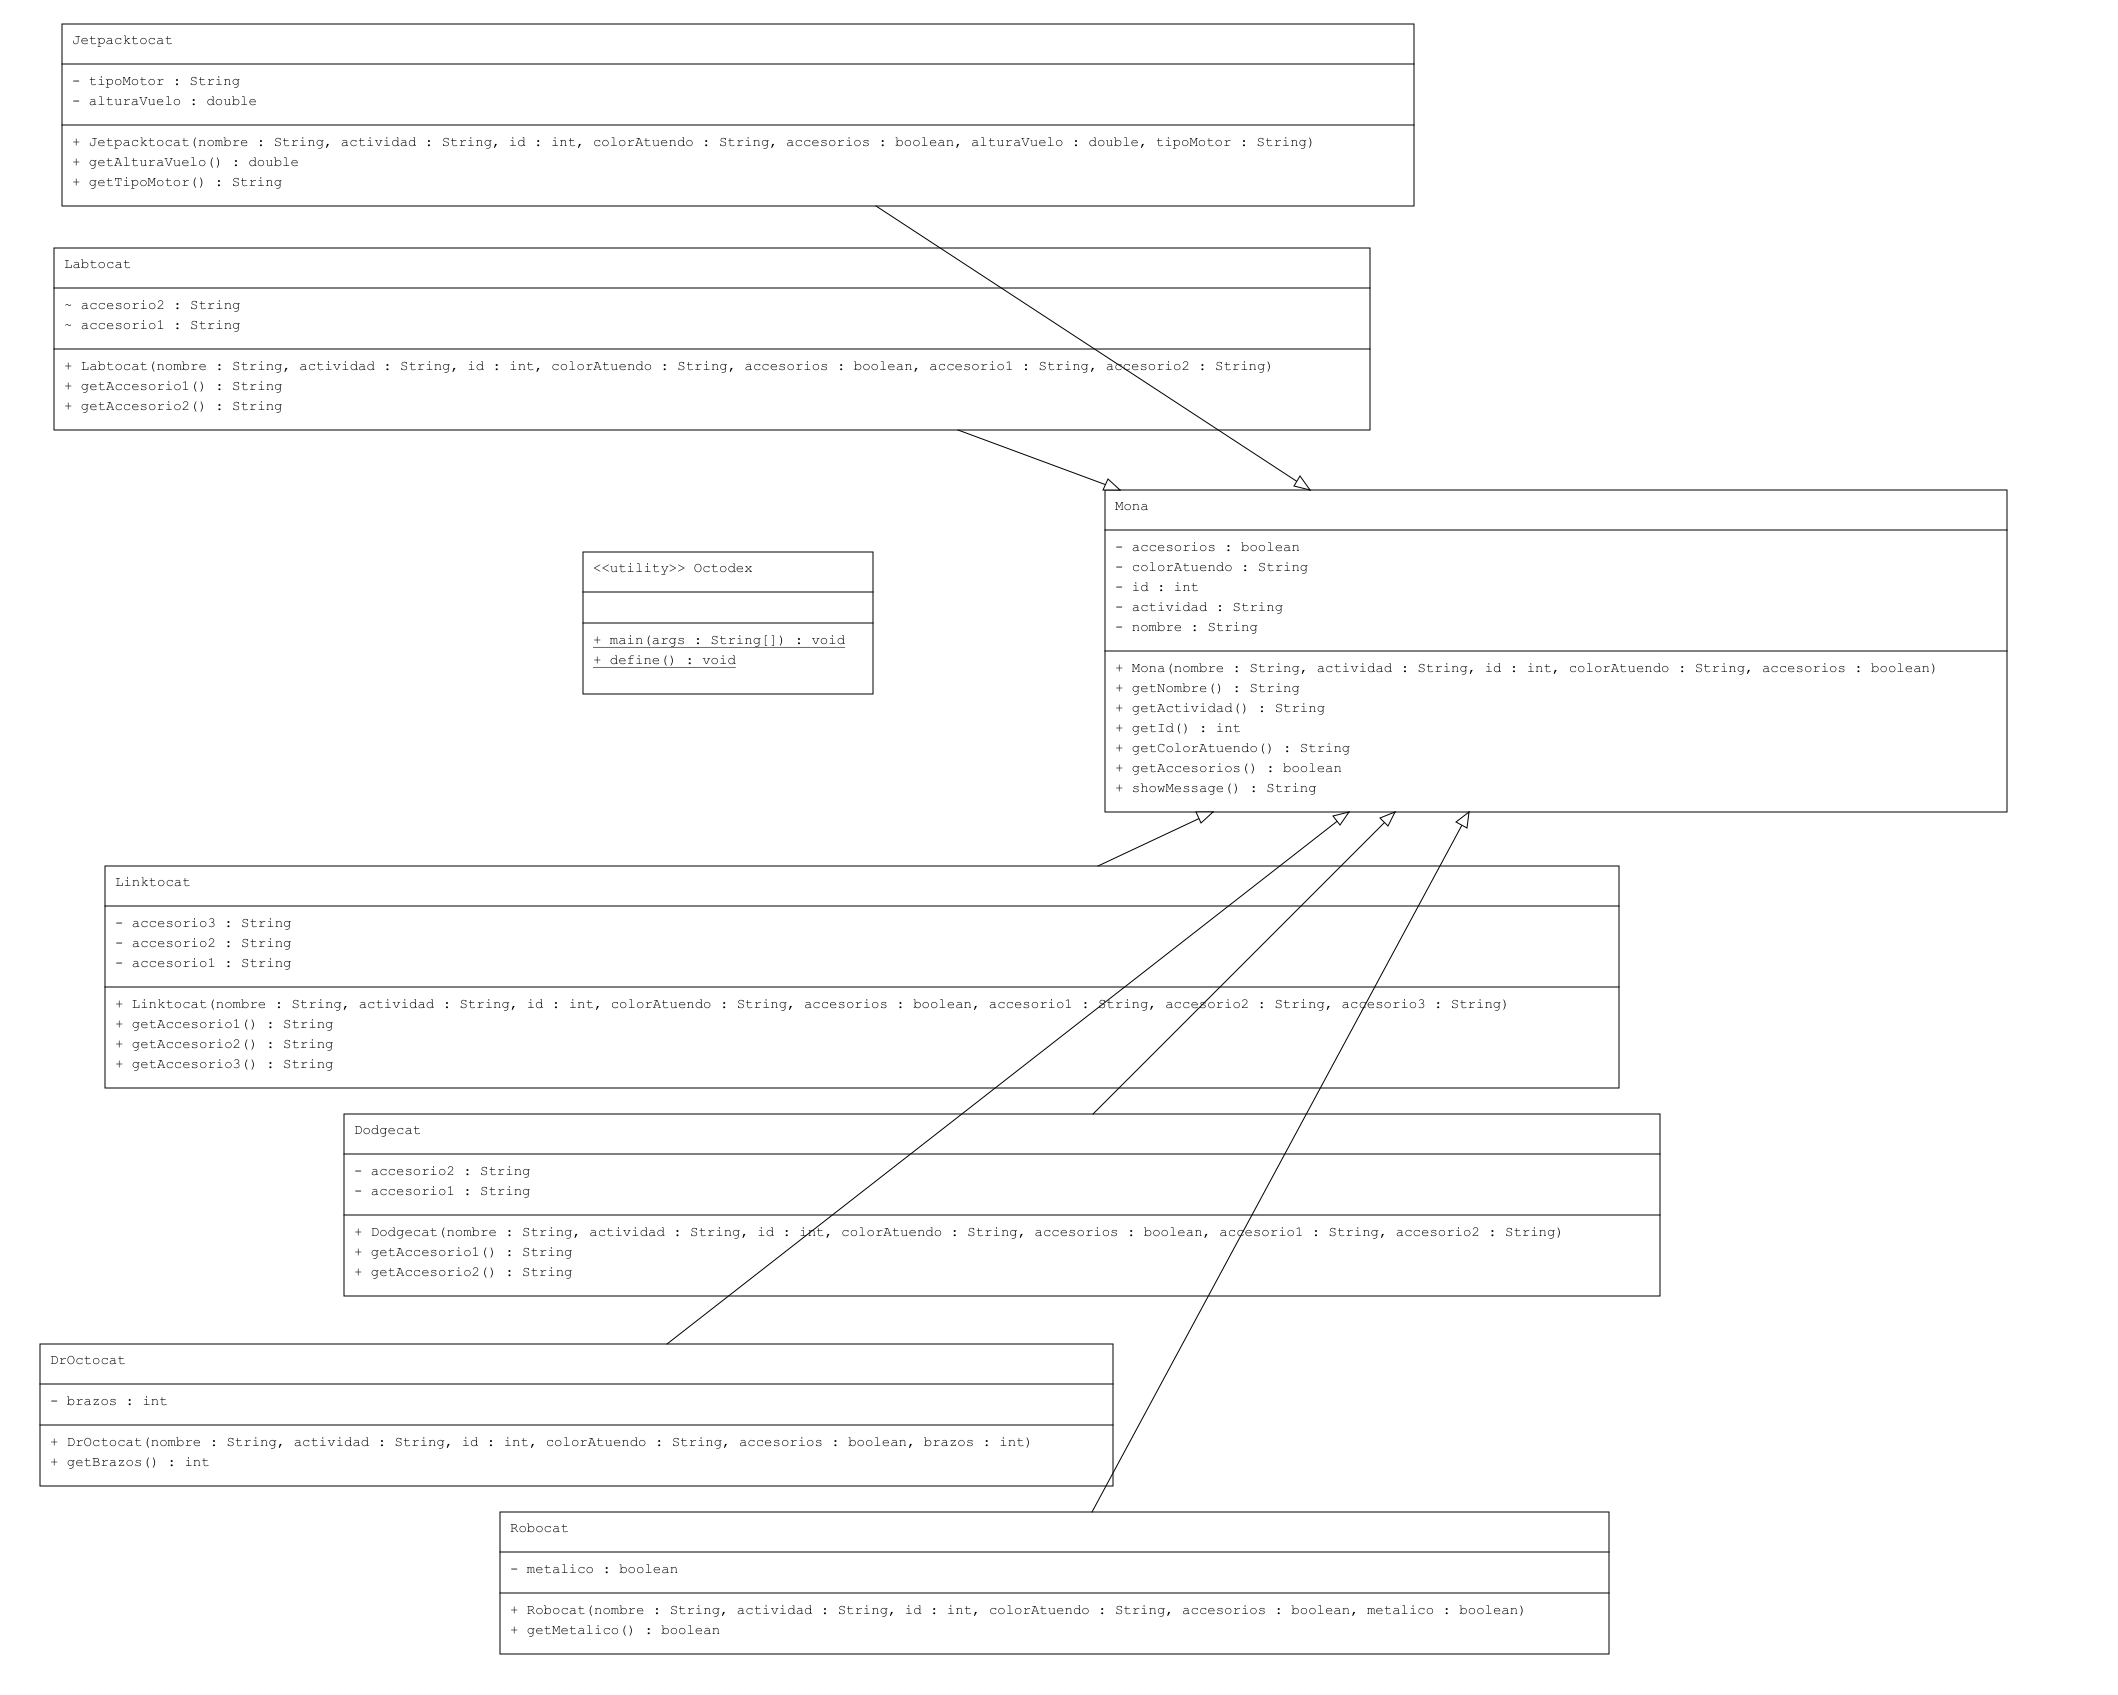 Jetpacktocat
- tipoMotor : String
- alturaVuelo : double
+ Jetpacktocat(nombre : String, actividad : String, id : int, colorAtuendo : String, accesorios : boolean, alturaVuelo : double, tipoMotor : String)
+ getAlturaVuelo() : double
+ getTipoMotor() : String
Labtocat
~ accesorio2 : String
~ accesorio1 : String
+ Labtocat(nombre : String, actividad : String, id : int, colorAtuendo : String, accesorios : boolean, accesorio1 : String, accesorio2 : String)
+ getAccesorio1() : String
+ getAccesorio2() : String
Mona
- accesorios : boolean
- colorAtuendo : String
- id : int
- actividad : String
- nombre : String
+ Mona(nombre : String, actividad : String, id : int, colorAtuendo : String, accesorios : boolean)
+ getNombre() : String
+ getActividad() : String
+ getId() : int
+ getColorAtuendo() : String
+ getAccesorios() : boolean
+ showMessage() : String
<<utility>> Octodex
+ main(args : String[]) : void
+ define() : void
Linktocat
- accesorio3 : String
- accesorio2 : String
- accesorio1 : String
+ Linktocat(nombre : String, actividad : String, id : int, colorAtuendo : String, accesorios : boolean, accesorio1 : String, accesorio2 : String, accesorio3 : String)
+ getAccesorio1() : String
+ getAccesorio2() : String
+ getAccesorio3() : String
Dodgecat
- accesorio2 : String
- accesorio1 : String
+ Dodgecat(nombre : String, actividad : String, id : int, colorAtuendo : String, accesorios : boolean, accesorio1 : String, accesorio2 : String)
+ getAccesorio1() : String
+ getAccesorio2() : String
DrOctocat
- brazos : int
+ DrOctocat(nombre : String, actividad : String, id : int, colorAtuendo : String, accesorios : boolean, brazos : int)
+ getBrazos() : int
Robocat
- metalico : boolean
+ Robocat(nombre : String, actividad : String, id : int, colorAtuendo : String, accesorios : boolean, metalico : boolean)
+ getMetalico() : boolean